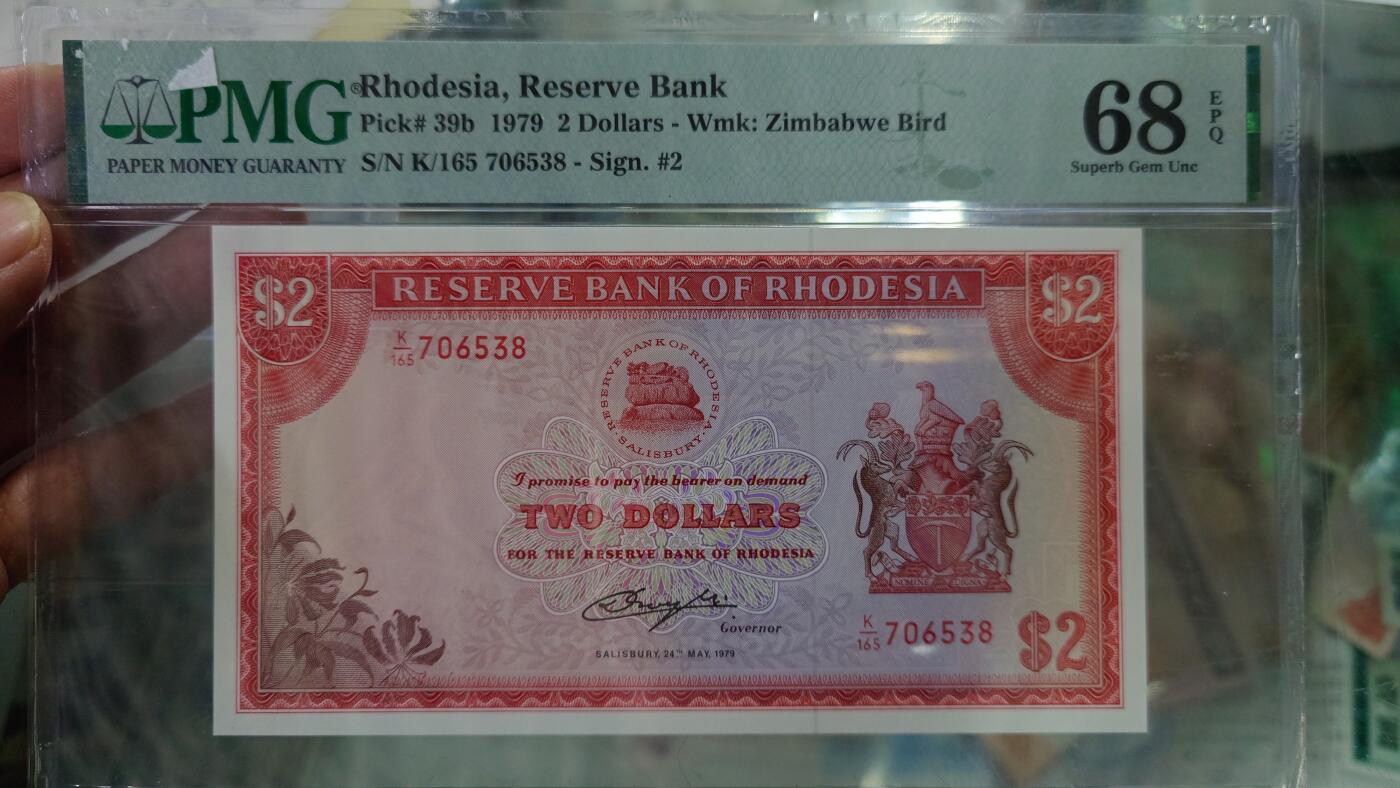 PMG®
PAPER MONEY GUARANTY
Rhodesia, Reserve Bank
Pick# 39b 1979 2 Dollars - Wmk: Zimbabwe Bird
S/N K/165 706538 - Sign. #2
68
EPQ
Superb Gem Unc
$2
RESERVE BANK OF RHODESIA
$2
K/165 706538
RESERVE BANK OF RHODESIA
·SALISBURY·
I promise to pay the bearer on demand
TWO DOLLARS
FOR THE RESERVE BANK OF RHODESIA
Governor
SALISBURY, 24TH MAY, 1979
NOMINE DIGNA
K/165 706538
$2